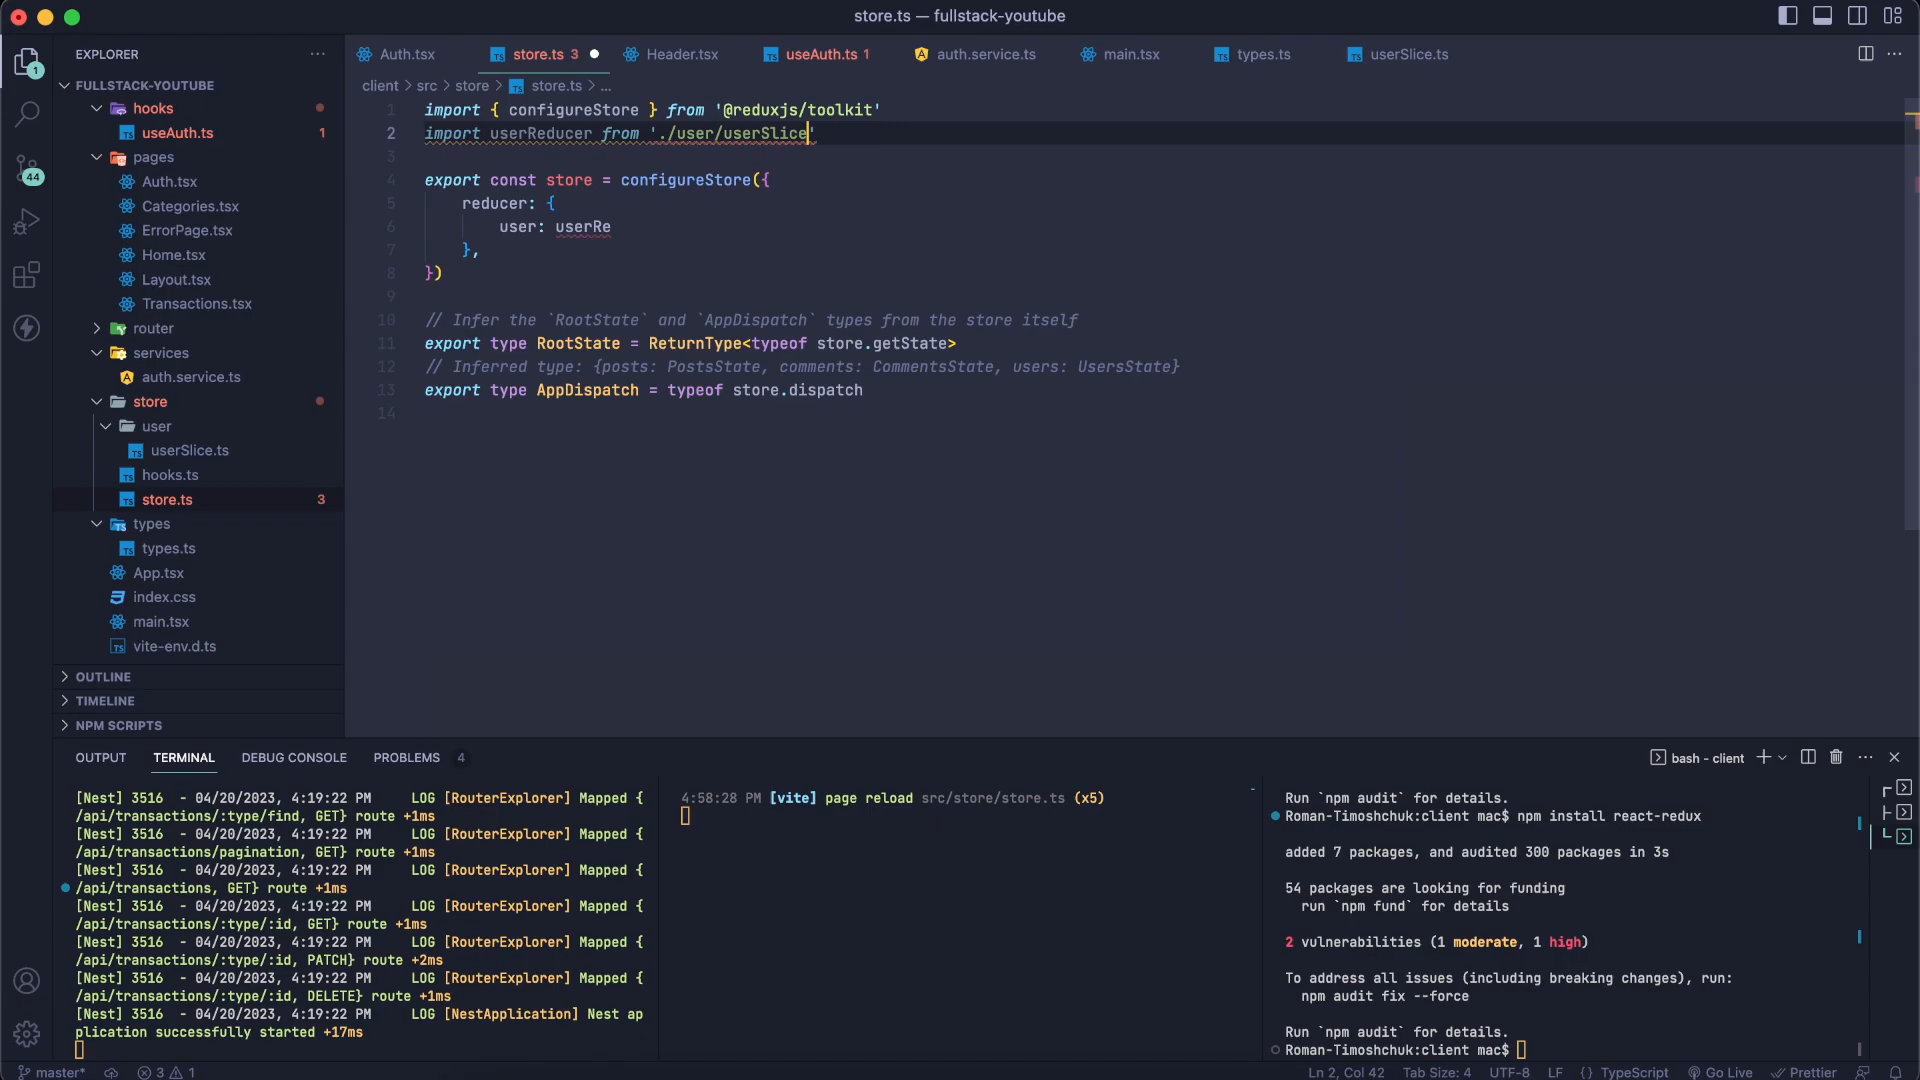 store.ts — fullstack-youtube
EXPLORER
FULLSTACK-YOUTUBE
hooks
useAuth.ts 1
pages
Auth.tsx
Categories.tsx
ErrorPage.tsx
Home.tsx
Layout.tsx
Transactions.tsx
router
services
auth.service.ts
store
user
userSlice.ts
hooks.ts
store.ts 3
types
types.ts
App.tsx
index.css
main.tsx
vite-env.d.ts
OUTLINE
TIMELINE
NPM SCRIPTS
1
44
Auth.tsx store.ts 3 Header.tsx useAuth.ts 1 auth.service.ts main.tsx types.ts userSlice.ts
client > src > store > store.ts > ...
1 import { configureStore } from '@reduxjs/toolkit'
2 import userReducer from './user/userSlice'
3
4 export const store = configureStore({
5 reducer: {
6 user: userRe
7 },
8 })
9
10 // Infer the `RootState` and `AppDispatch` types from the store itself
11 export type RootState = ReturnType<typeof store.getState>
12 // Inferred type: {posts: PostsState, comments: CommentsState, users: UsersState}
13 export type AppDispatch = typeof store.dispatch
14
OUTPUT TERMINAL DEBUG CONSOLE PROBLEMS 4
bash - client
[Nest] 3516 - 04/20/2023, 4:19:22 PM LOG [RouterExplorer] Mapped {
/api/transactions/:type/find, GET} route +1ms
[Nest] 3516 - 04/20/2023, 4:19:22 PM LOG [RouterExplorer] Mapped {
/api/transactions/pagination, GET} route +1ms
[Nest] 3516 - 04/20/2023, 4:19:22 PM LOG [RouterExplorer] Mapped {
/api/transactions, GET} route +1ms
[Nest] 3516 - 04/20/2023, 4:19:22 PM LOG [RouterExplorer] Mapped {
/api/transactions/:type/:id, GET} route +1ms
[Nest] 3516 - 04/20/2023, 4:19:22 PM LOG [RouterExplorer] Mapped {
/api/transactions/:type/:id, PATCH} route +2ms
[Nest] 3516 - 04/20/2023, 4:19:22 PM LOG [RouterExplorer] Mapped {
/api/transactions/:type/:id, DELETE} route +1ms
[Nest] 3516 - 04/20/2023, 4:19:22 PM LOG [NestApplication] Nest ap
plication successfully started +17ms
4:58:28 PM [vite] page reload src/store/store.ts (x5)
Run `npm audit` for details.
Roman-Timoshchuk:client mac$ npm install react-redux
added 7 packages, and audited 300 packages in 3s
54 packages are looking for funding
run `npm fund` for details
2 vulnerabilities (1 moderate, 1 high)
To address all issues (including breaking changes), run:
npm audit fix --force
Run `npm audit` for details.
Roman-Timoshchuk:client mac$
master* 3 1
Ln 2, Col 42 Tab Size: 4 UTF-8 LF {} TypeScript Go Live Prettier